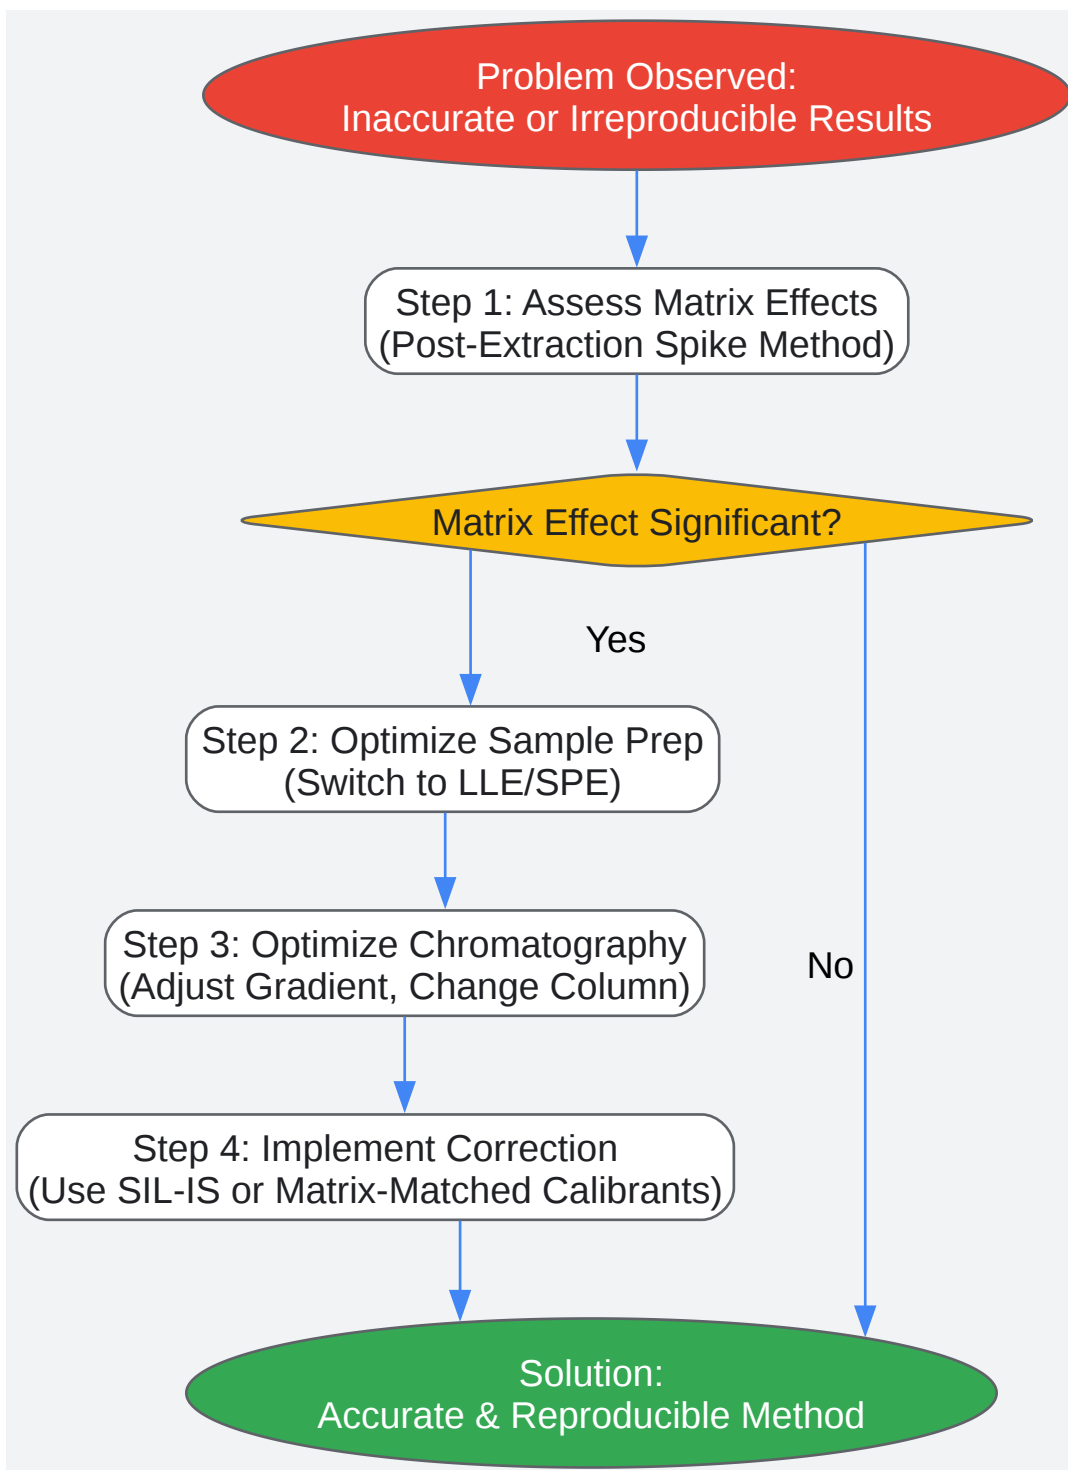 Problem Observed:
Inaccurate or Irreproducible Results
Step 1: Assess Matrix Effects
(Post-Extraction Spike Method)
Matrix Effect Significant?
Yes
Step 2: Optimize Sample Prep
(Switch to LLE/SPE)
Step 3: Optimize Chromatography
(Adjust Gradient, Change Column)
No
Step 4: Implement Correction
(Use SIL-IS or Matrix-Matched Calibrants)
Solution:
Accurate & Reproducible Method